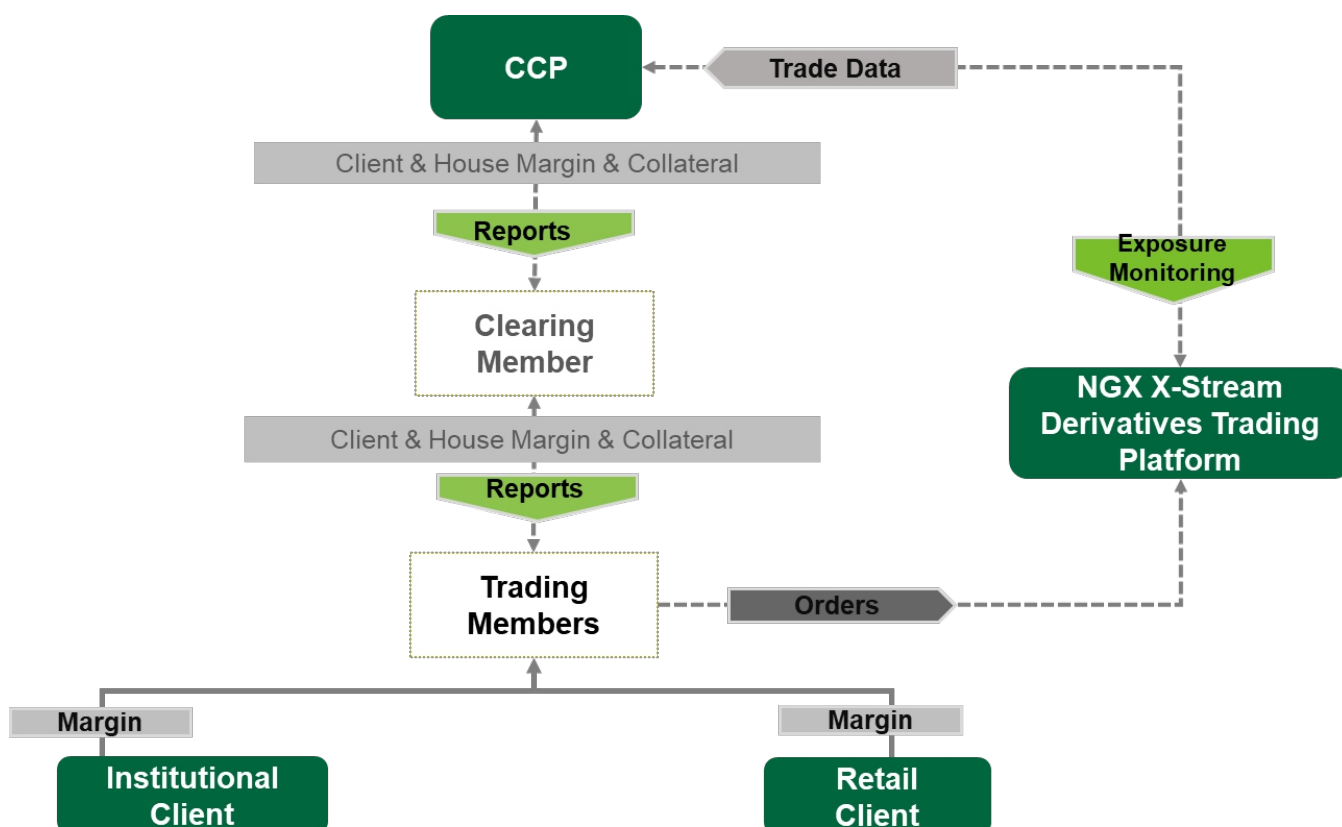 CCP
Trade Data
Client & House Margin & Collateral
Reports
Exposure
Monitoring
Clearing
Member
NGX X-Stream
Derivatives Trading
Platform
Client & House Margin & Collateral
Reports
Trading
Members
Orders
Margin
Margin
Institutional
Client
Retail
Client